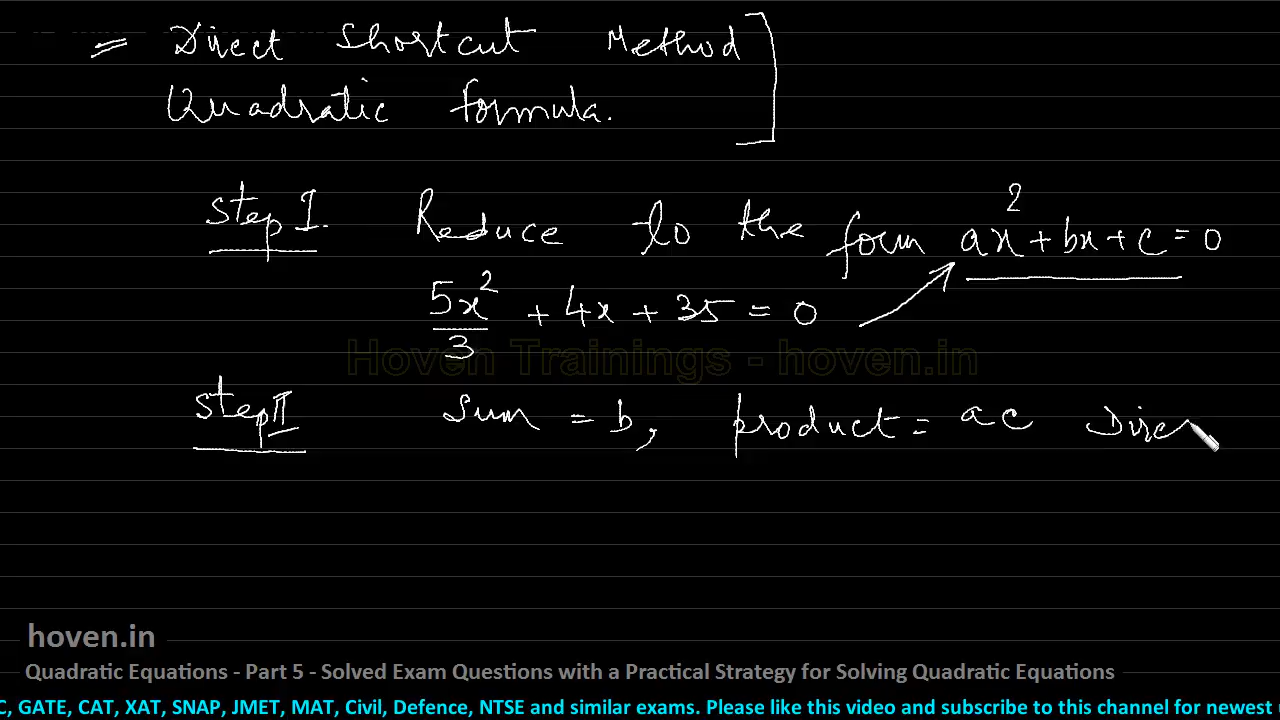 = Direct Shortcut Method
Quadratic formula.
Step I. Reduce to the form ax² + bx + c = 0
5x²/3 + 4x + 35 = 0
Hoven Trainings - hoven.in
Step II Sum = b, product = ac Direc
hoven.in
Quadratic Equations - Part 5 - Solved Exam Questions with a Practical Strategy for Solving Quadratic Equations
C, GATE, CAT, XAT, SNAP, JMET, MAT, Civil, Defence, NTSE and similar exams. Please like this video and subscribe to this channel for newest